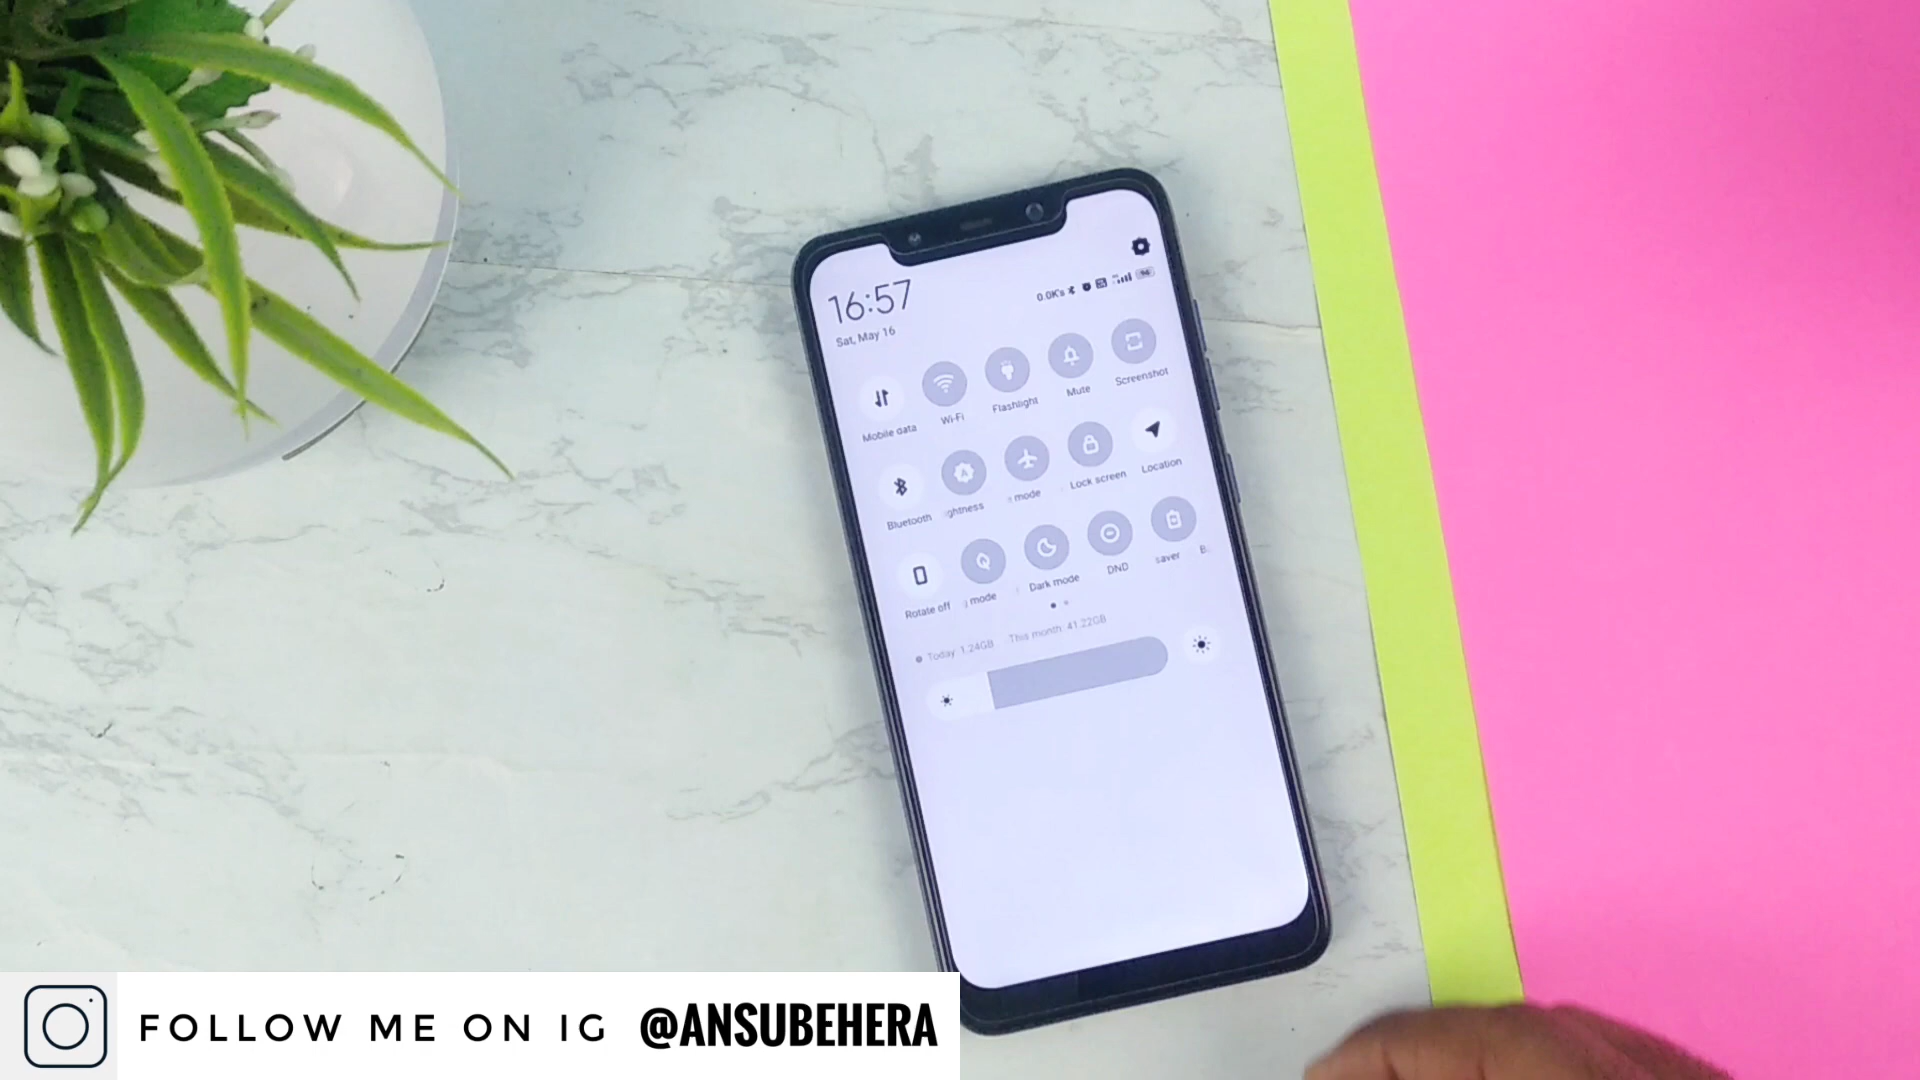 16:57
Sat, May 16
0.0K/s
96
Mobile data
Wi-Fi
Flashlight
Mute
Screenshot
Bluetooth
ightness
mode
Lock screen
Location
Rotate off
g mode
Dark mode
DND
saver B
Today: 1.24GB This month: 41.22GB
FOLLOW ME ON IG @ANSUBEHERA